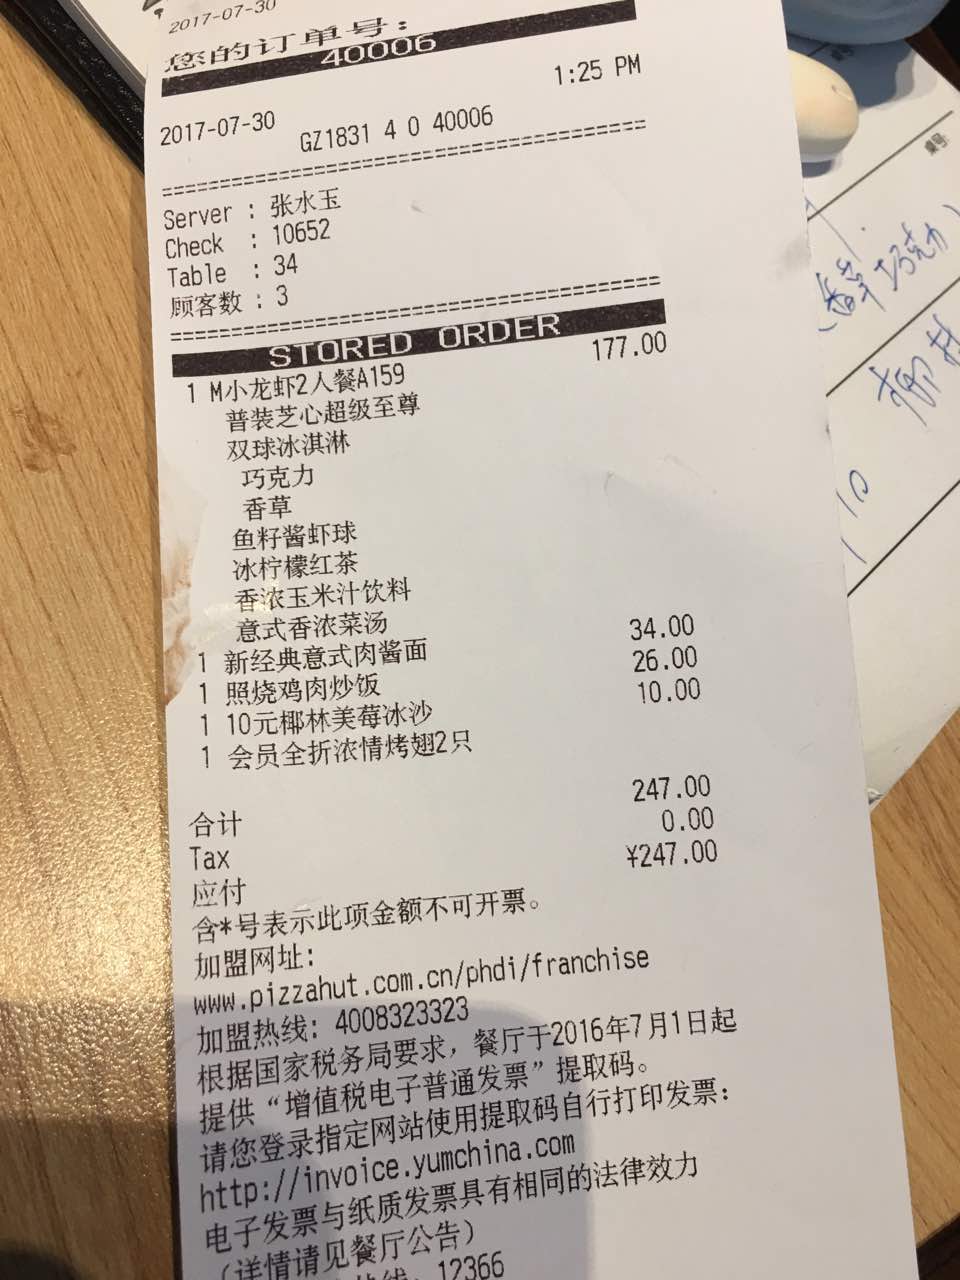 2017-07-30
您的订单号:
40006
2017-07-30 1:25 PM
GZ1831 4 0 40006
Server : 张水玉
Check : 10652
Table : 34
顾客数 : 3
STORED ORDER
1 M小龙虾2人餐A159 177.00
普装芝心超级至尊
双球冰淇淋
巧克力
香草
鱼籽酱虾球
冰柠檬红茶
香浓玉米汁饮料
意式香浓菜汤
1 新经典意式肉酱面 34.00
1 照烧鸡肉炒饭 26.00
1 10元椰林美莓冰沙 10.00
1 会员全折浓情烤翅2只
合计 247.00
Tax 0.00
应付 ¥247.00
含*号表示此项金额不可开票。
加盟网址:
www.pizzahut.com.cn/phdi/franchise
加盟热线: 4008323323
根据国家税务局要求，餐厅于2016年7月1日起
提供“增值税电子普通发票”提取码。
请您登录指定网站使用提取码自行打印发票:
http://invoice.yumchina.com
电子发票与纸质发票具有相同的法律效力
(详情请见餐厅公告)
热线: 12366
桌号:
巧克力)
椰林
10